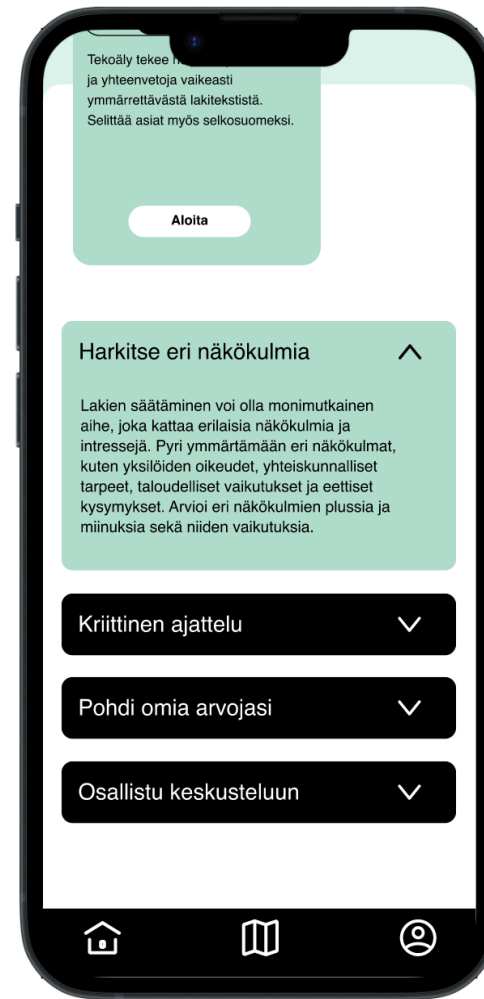 Tekoäly tekee
ja yhteenvetoja vaikeasti
ymmärrettävästä lakitekstistä.
Selittää asiat myös selkosuomeksi.
Aloita
Harkitse eri näkökulmia
Lakien säätäminen voi olla monimutkainen
aihe, joka kattaa erilaisia näkökulmia ja
intressejä. Pyri ymmärtämään eri näkökulmat,
kuten yksilöiden oikeudet, yhteiskunnalliset
tarpeet, taloudelliset vaikutukset ja eettiset
kysymykset. Arvioi eri näkökulmien plussia ja
miinuksia sekä niiden vaikutuksia.
Kriittinen ajattelu
Pohdi omia arvojasi
Osallistu keskusteluun